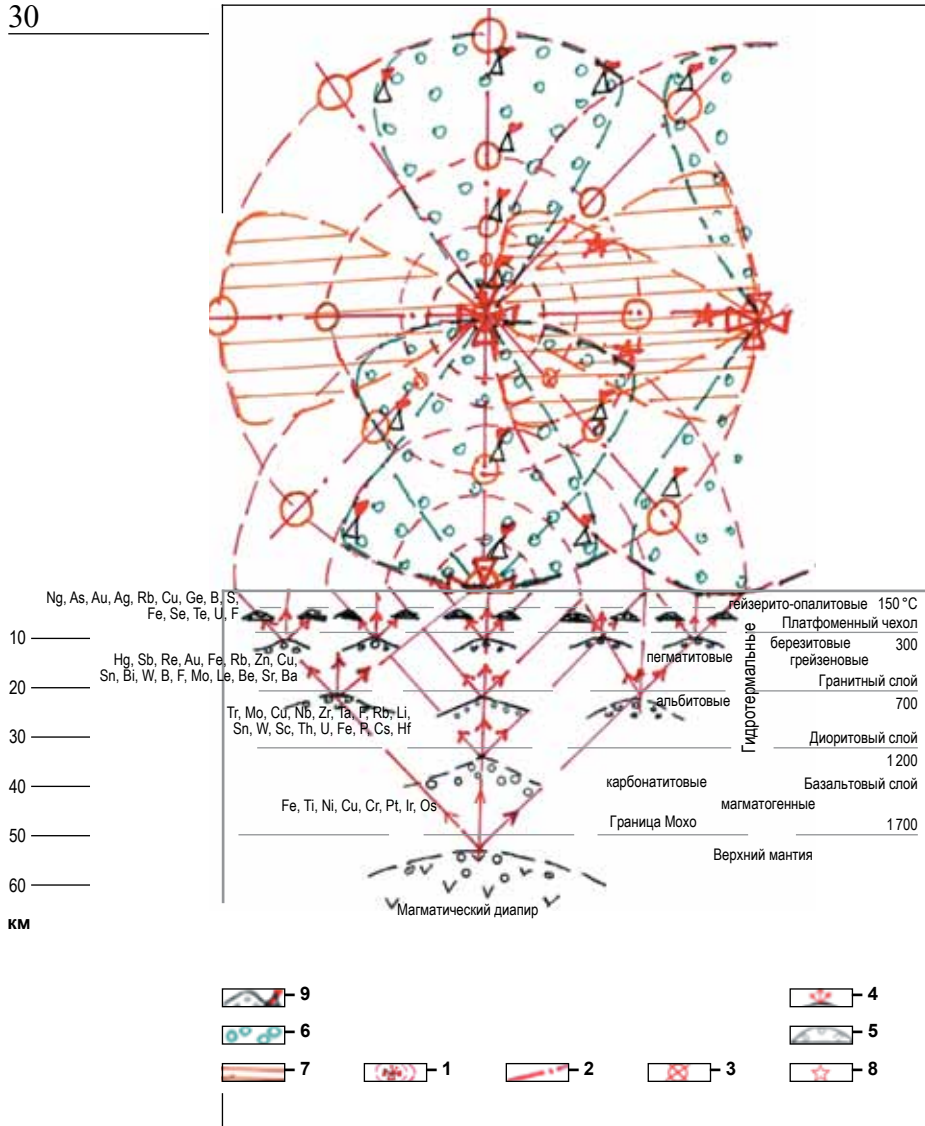 30
Ng, As, Au, Ag, Rb, Cu, Ge, B, S,
Fe, Se, Te, U, F
гейзерито-опалитовые 150 °C
Платфоменный чехол
10
березитовые 300
пегматитовые
грейзеновые
Hg, Sb, Re, Au, Fe, Rb, Zn, Cu,
Sn, Bi, W, B, F, Mo, Le, Be, Sr, Ba
Гидротермальные
Гранитный слой
20
альбитовые 700
Tr, Mo, Cu, Nb, Zr, Ta, F, Rb, Li,
Sn, W, Sc, Th, U, Fe, P, Cs, Hf
30
Диоритовый слой
1200
40
карбонатитовые Базальтовый слой
Fe, Ti, Ni, Cu, Cr, Pt, Ir, Os
магматогенные
Граница Мохо 1700
50
Верхний мантия
60
Магматический диапир
км
9
4
6
5
7
1
2
3
8